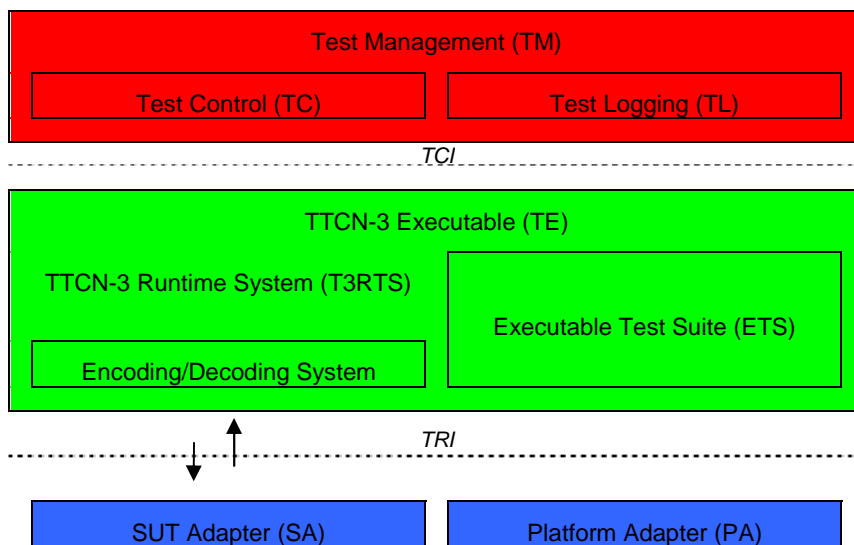 Test Management (TM)
Test Control (TC)
Test Logging (TL)
TCI
TTCN-3 Executable (TE)
TTCN-3 Runtime System (T3RTS)
Executable Test Suite (ETS)
Encoding/Decoding System
TRI
SUT Adapter (SA)
Platform Adapter (PA)